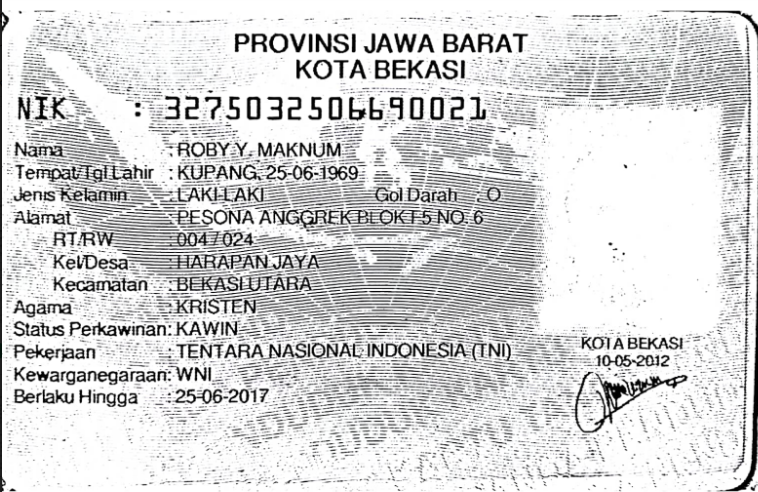 PROVINSI JAWA BARAT
KOTA BEKASI
NIK : 3275032506690021
Nama : ROBY Y. MAKNUM
Tempat/Tgl Lahir : KUPANG, 25-06-1969
Jenis Kelamin : LAKI-LAKI Gol Darah : O
Alamat : PESONA ANGGREK BLOK T5 NO. 6
RT/RW : 004 / 024
Kel/Desa : HARAPAN JAYA
Kecamatan : BEKASI UTARA
Agama : KRISTEN
Status Perkawinan: KAWIN
Pekerjaan : TENTARA NASIONAL INDONESIA (TNI)
Kewarganegaraan: WNI
Berlaku Hingga : 25-06-2017
KOTA BEKASI
10-05-2012